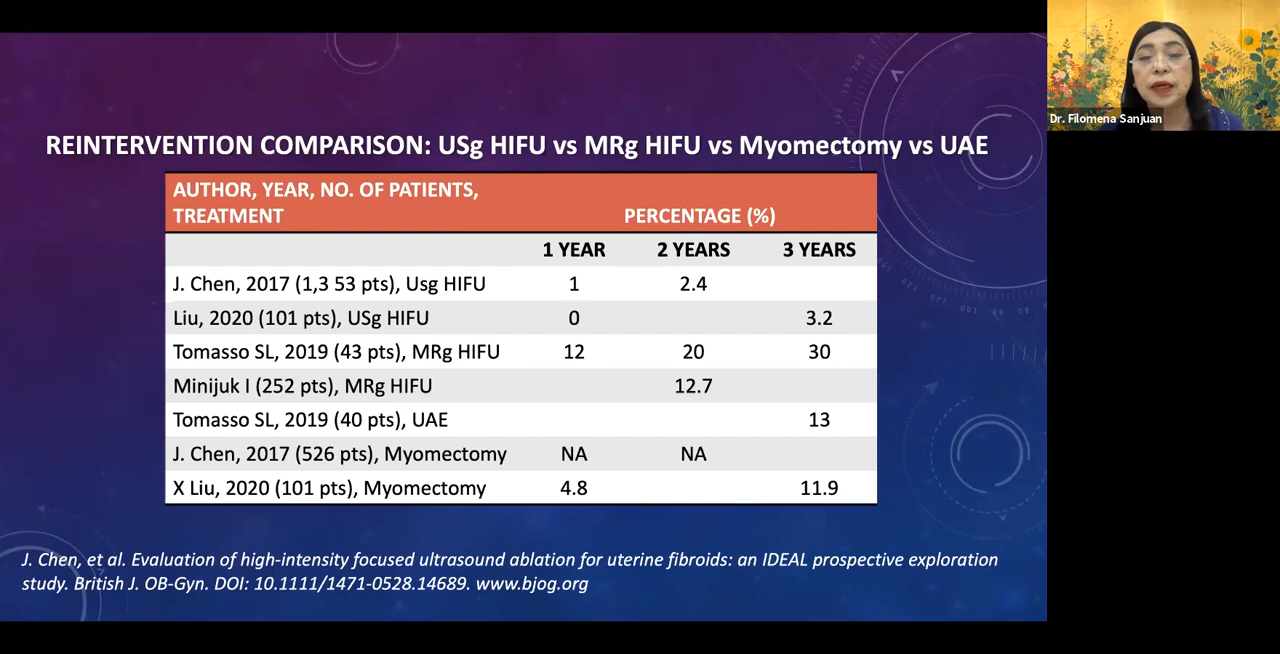 REINTERVENTION COMPARISON: USg HIFU vs MRg HIFU vs Myomectomy vs UAE
AUTHOR, YEAR, NO. OF PATIENTS,
TREATMENT PERCENTAGE (%)
1 YEAR 2 YEARS 3 YEARS
J. Chen, 2017 (1,3 53 pts), Usg HIFU 1 2.4
Liu, 2020 (101 pts), USg HIFU 0 3.2
Tomasso SL, 2019 (43 pts), MRg HIFU 12 20 30
Minijuk I (252 pts), MRg HIFU 12.7
Tomasso SL, 2019 (40 pts), UAE 13
J. Chen, 2017 (526 pts), Myomectomy NA NA
X Liu, 2020 (101 pts), Myomectomy 4.8 11.9
J. Chen, et al. Evaluation of high-intensity focused ultrasound ablation for uterine fibroids: an IDEAL prospective exploration
study. British J. OB-Gyn. DOI: 10.1111/1471-0528.14689. www.bjog.org
Dr. Filomena Sanjuan